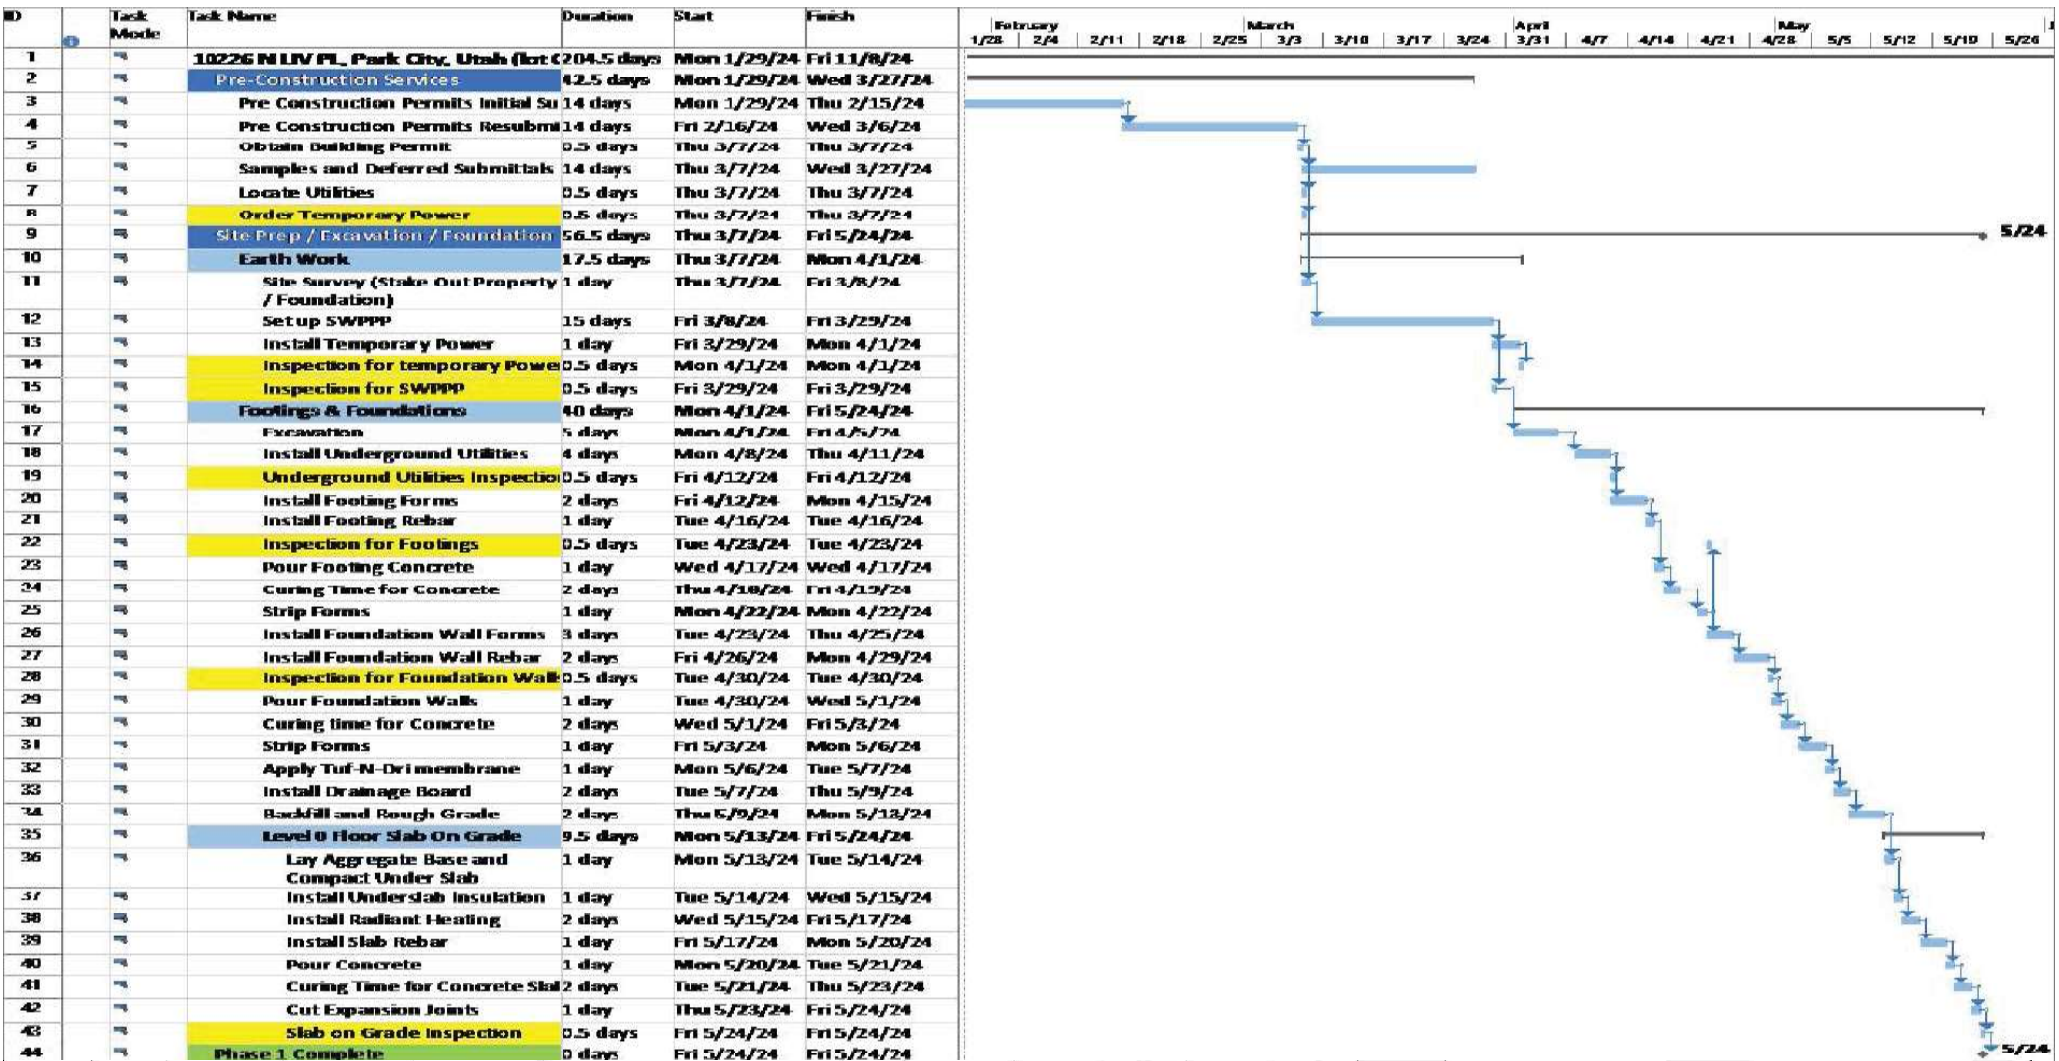 ID Task Mode Task Name Duration Start Finish
February March April May
1/28 2/4 2/11 2/18 2/25 3/3 3/10 3/17 3/24 3/31 4/7 4/14 4/21 4/28 5/5 5/12 5/19 5/26
1 10226 N LIV PL, Park City, Utah (lot 204.5 days Mon 1/29/24 Fri 11/8/24
2 Pre-Construction Services 42.5 days Mon 1/29/24 Wed 3/27/24
3 Pre Construction Permits Initial Su 14 days Mon 1/29/24 Thu 2/15/24
4 Pre Construction Permits Resubmi 14 days Fri 2/16/24 Wed 3/6/24
5 Obtain Building Permit 0.5 days Thu 3/7/24 Thu 3/7/24
6 Samples and Deferred Submittals 14 days Thu 3/7/24 Wed 3/27/24
7 Locate Utilities 0.5 days Thu 3/7/24 Thu 3/7/24
8 Order Temporary Power 0.5 days Thu 3/7/24 Thu 3/7/24
9 Site Prep / Excavation / Foundation 56.5 days Thu 3/7/24 Fri 5/24/24 5/24
10 Earth Work 17.5 days Thu 3/7/24 Mon 4/1/24
11 Site Survey (Stake Out Property 1 day Thu 3/7/24 Fri 3/8/24
/ Foundation)
12 Setup SWPPP 15 days Fri 3/8/24 Fri 3/29/24
13 Install Temporary Power 1 day Fri 3/29/24 Mon 4/1/24
14 Inspection for temporary Powe 0.5 days Mon 4/1/24 Mon 4/1/24
15 Inspection for SWPPP 0.5 days Fri 3/29/24 Fri 3/29/24
16 Footings & Foundations 40 days Mon 4/1/24 Fri 5/24/24
17 Excavation 5 days Mon 4/1/24 Fri 4/5/24
18 Install Underground Utilities 4 days Mon 4/8/24 Thu 4/11/24
19 Underground Utilities Inspectio 0.5 days Fri 4/12/24 Fri 4/12/24
20 Install Footing Forms 2 days Fri 4/12/24 Mon 4/15/24
21 Install Footing Rebar 1 day Tue 4/16/24 Tue 4/16/24
22 Inspection for Footings 0.5 days Tue 4/23/24 Tue 4/23/24
23 Pour Footing Concrete 1 day Wed 4/17/24 Wed 4/17/24
24 Curing Time for Concrete 2 days Thu 4/18/24 Fri 4/19/24
25 Strip Forms 1 day Mon 4/22/24 Mon 4/22/24
26 Install Foundation Wall Forms 3 days Tue 4/23/24 Thu 4/25/24
27 Install Foundation Wall Rebar 2 days Fri 4/26/24 Mon 4/29/24
28 Inspection for Foundation Wall 0.5 days Tue 4/30/24 Tue 4/30/24
29 Pour Foundation Walls 1 day Tue 4/30/24 Wed 5/1/24
30 Curing time for Concrete 2 days Wed 5/1/24 Fri 5/3/24
31 Strip Forms 1 day Fri 5/3/24 Mon 5/6/24
32 Apply Tuf-N-Dri membrane 1 day Mon 5/6/24 Tue 5/7/24
33 Install Drainage Board 2 days Tue 5/7/24 Thu 5/9/24
34 Backfill and Rough Grade 2 days Thu 5/9/24 Mon 5/13/24
35 Level 0 Floor Slab On Grade 9.5 days Mon 5/13/24 Fri 5/24/24
36 Lay Aggregate Base and 1 day Mon 5/13/24 Tue 5/14/24
Compact Under Slab
37 Install Underslab Insulation 1 day Tue 5/14/24 Wed 5/15/24
38 Install Radiant Heating 2 days Wed 5/15/24 Fri 5/17/24
39 Install Slab Rebar 1 day Fri 5/17/24 Mon 5/20/24
40 Pour Concrete 1 day Mon 5/20/24 Tue 5/21/24
41 Curing Time for Concrete Slal 2 days Tue 5/21/24 Thu 5/23/24
42 Cut Expansion Joints 1 day Thu 5/23/24 Fri 5/24/24
43 Slab on Grade Inspection 0.5 days Fri 5/24/24 Fri 5/24/24
44 Phase 1 Complete 0 days Fri 5/24/24 Fri 5/24/24 5/24